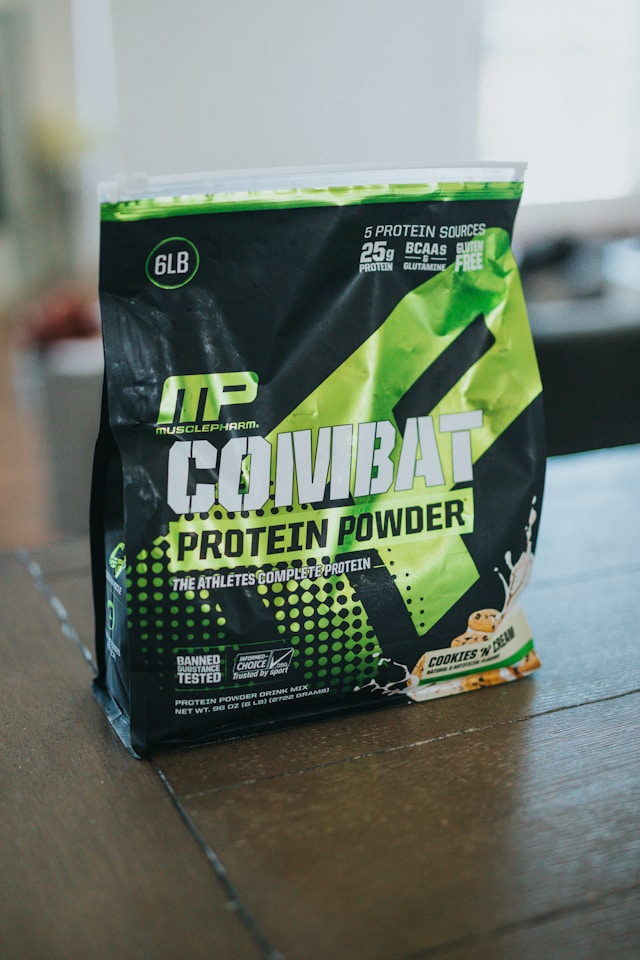 6LB
5 PROTEIN SOURCES
25g
PROTEIN
BCAAs
&
GLUTAMINE
GLUTEN
FREE
MP
MUSCLEPHARM®
COMBAT
PROTEIN POWDER
THE ATHLETES COMPLETE PROTEIN
BANNED
SUBSTANCE
TESTED
INFORMED-
CHOICE
.ORG
Trusted by sport
COOKIES 'N' CREAM
NATURAL & ARTIFICIAL FLAVORS
PROTEIN POWDER DRINK MIX
NET WT. 96 OZ (6 LB) (2722 GRAMS)